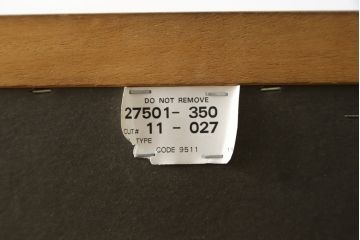 DO NOT REMOVE
27501- 350
CUT# 11 - 027
TYPE
CODE 9511